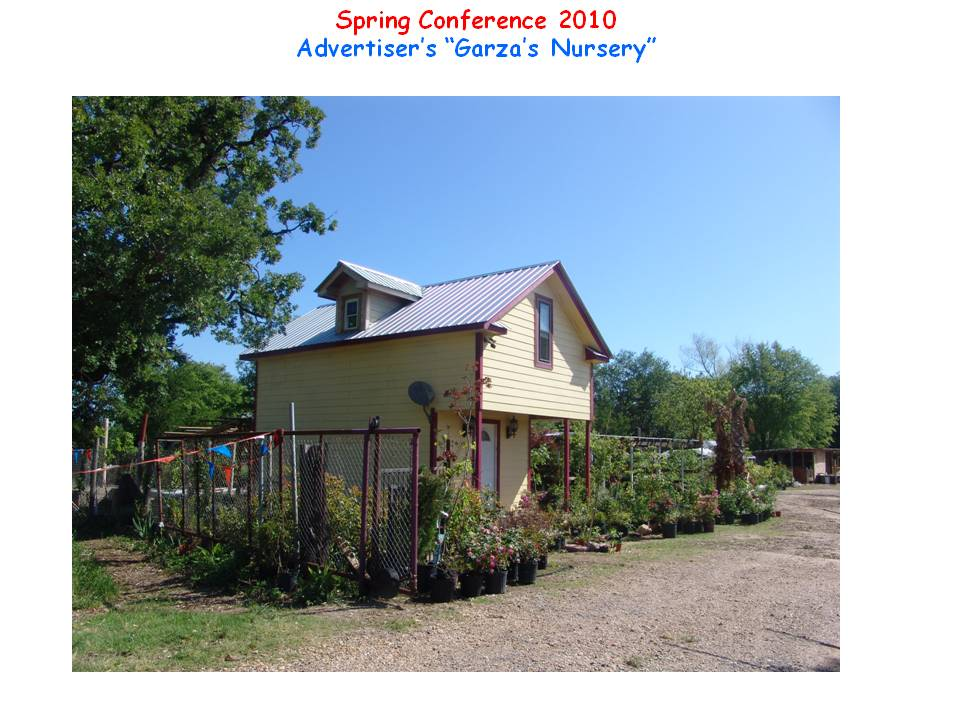 Spring Conference 2010
Advertiser’s “Garza’s Nursery”